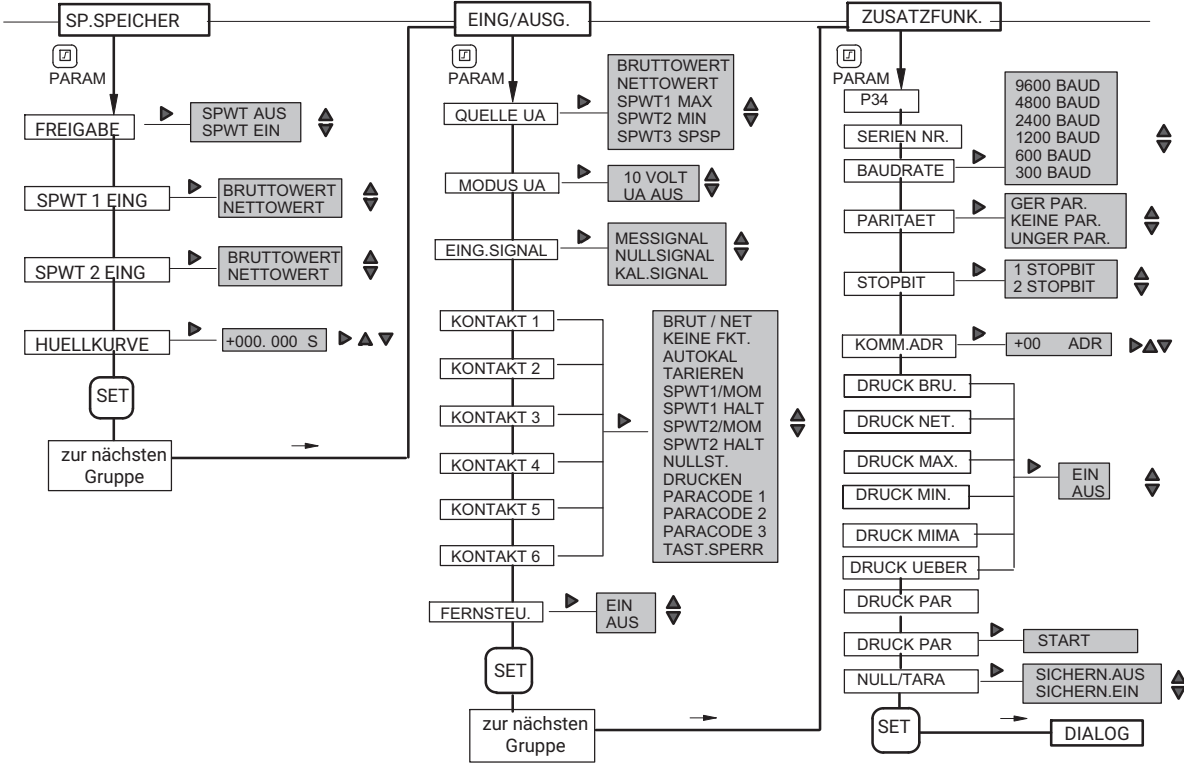 SP.SPEICHER
PARAM
FREIGABE
SPWT AUS
SPWT EIN
SPWT 1 EING
BRUTTOWERT
NETTOWERT
SPWT 2 EING
BRUTTOWERT
NETTOWERT
HUELLKURVE
+000. 000 S
SET
zur nächsten
Gruppe
EING/AUSG.
PARAM
QUELLE UA
BRUTTOWERT
NETTOWERT
SPWT1 MAX
SPWT2 MIN
SPWT3 SPSP
MODUS UA
10 VOLT
UA AUS
EING.SIGNAL
MESSIGNAL
NULLSIGNAL
KAL.SIGNAL
KONTAKT 1
KONTAKT 2
KONTAKT 3
KONTAKT 4
KONTAKT 5
KONTAKT 6
BRUT / NET
KEINE FKT.
AUTOKAL
TARIEREN
SPWT1/MOM
SPWT1 HALT
SPWT2/MOM
SPWT2 HALT
NULLST.
DRUCKEN
PARACODE 1
PARACODE 2
PARACODE 3
TAST.SPERR
FERNSTEU.
EIN
AUS
SET
zur nächsten
Gruppe
ZUSATZFUNK.
PARAM
P34
SERIEN NR.
BAUDRATE
9600 BAUD
4800 BAUD
2400 BAUD
1200 BAUD
600 BAUD
300 BAUD
PARITAET
GER PAR.
KEINE PAR.
UNGER PAR.
STOPBIT
1 STOPBIT
2 STOPBIT
KOMM.ADR
+00 ADR
DRUCK BRU.
DRUCK NET.
DRUCK MAX.
DRUCK MIN.
DRUCK MIMA
DRUCK UEBER
EIN
AUS
DRUCK PAR
DRUCK PAR
START
NULL/TARA
SICHERN.AUS
SICHERN.EIN
SET
DIALOG